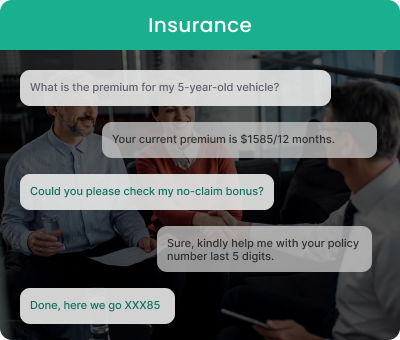 Insurance
What is the premium for my 5-year-old vehicle?
Your current premium is $1585/12 months.
Could you please check my no-claim bonus?
Sure, kindly help me with your policy
number last 5 digits.
Done, here we go XXX85